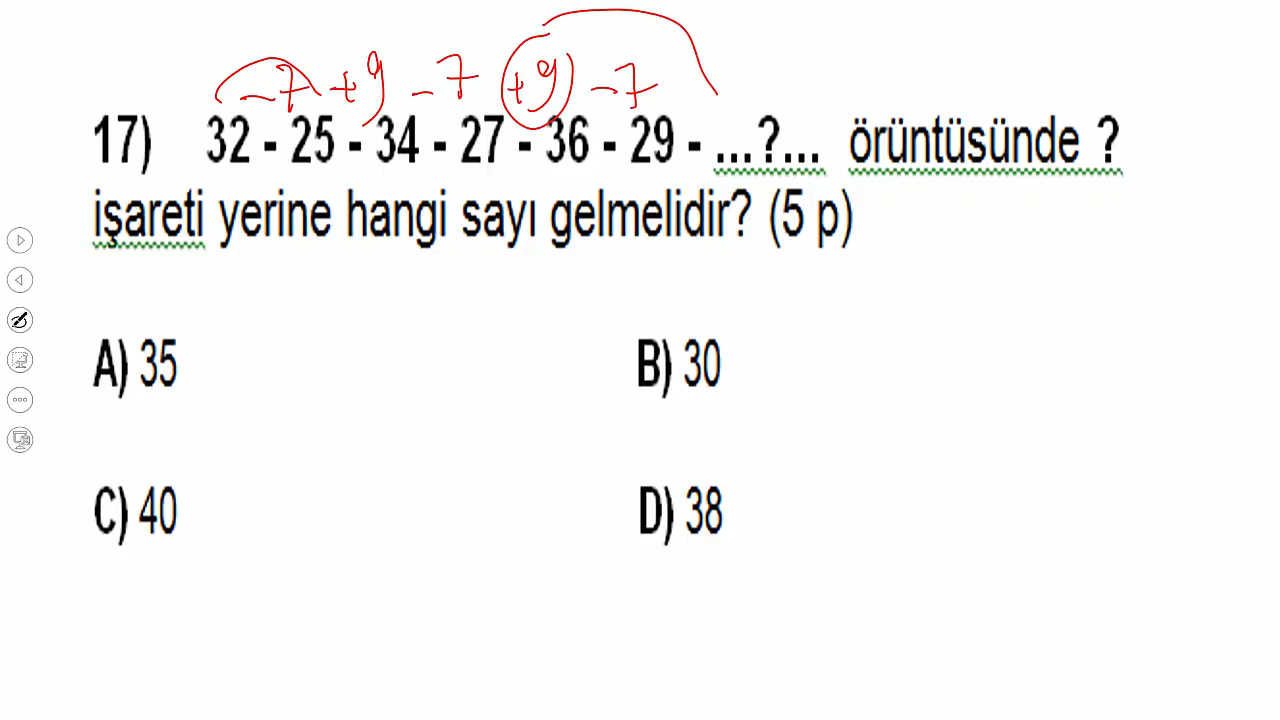 -7 +9 -7 +9 -7
17) 32 - 25 - 34 - 27 - 36 - 29 - ...?... örüntüsünde ?
işareti yerine hangi sayı gelmelidir? (5 p)
A) 35 B) 30
C) 40 D) 38